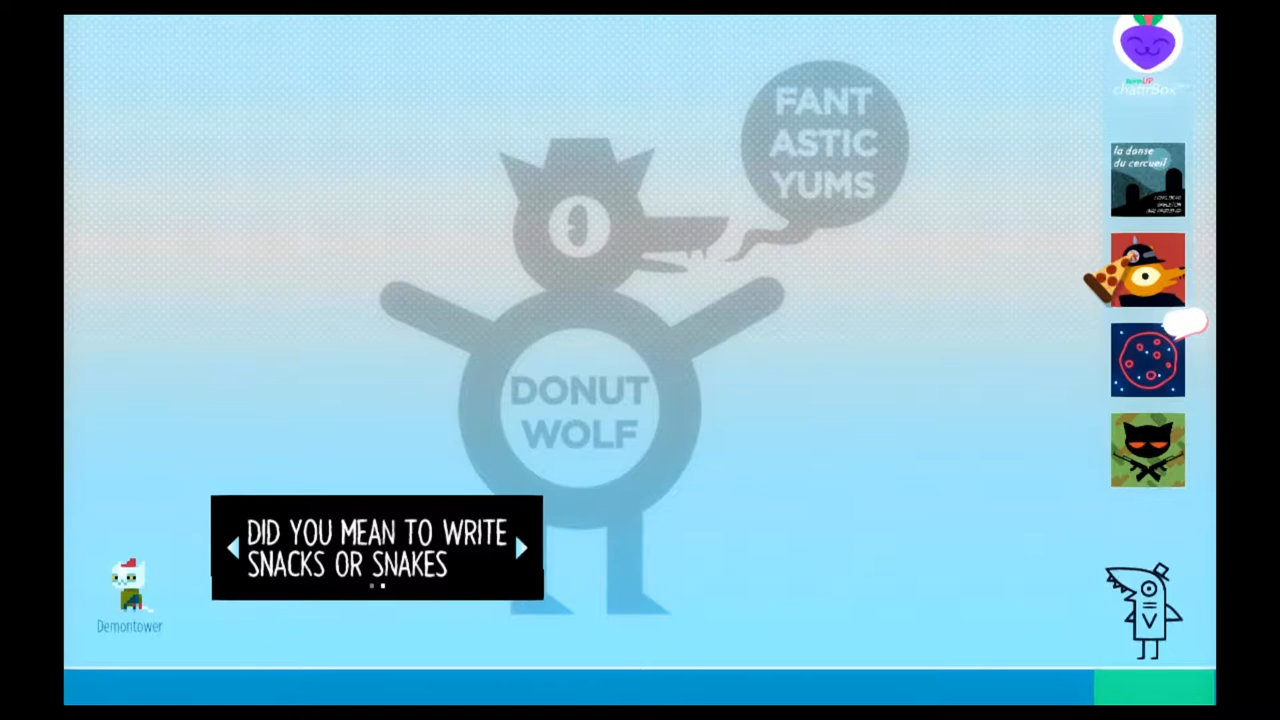 FANT
ASTIC
YUMS
chattrBox
la danse
du cercueil
DONUT
WOLF
DID YOU MEAN TO WRITE
SNACKS OR SNAKES
Demontower